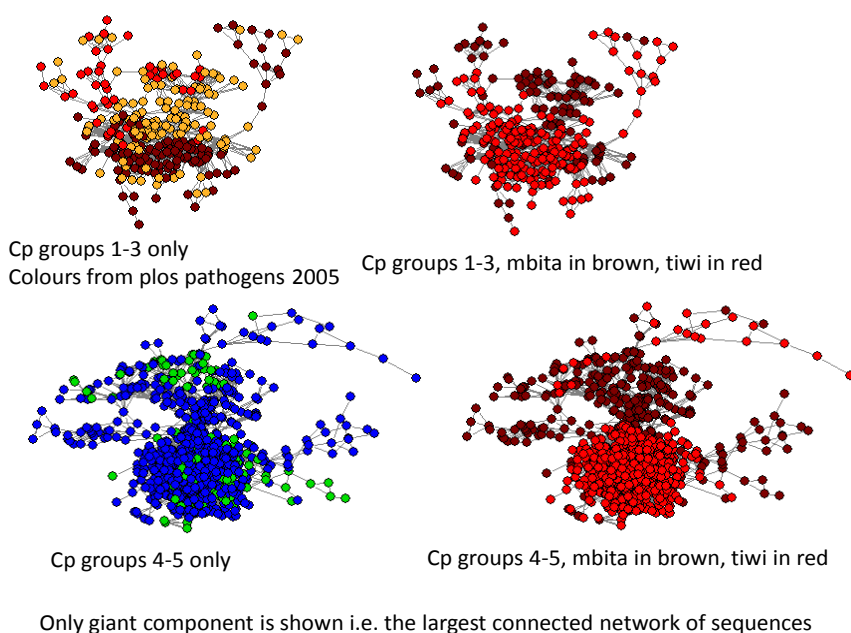 Cp groups 1-3 only
Colours from plos pathogens 2005
Cp groups 1-3, mbita in brown, tiwi in red
Cp groups 4-5 only
Cp groups 4-5, mbita in brown, tiwi in red
Only giant component is shown i.e. the largest connected network of sequences